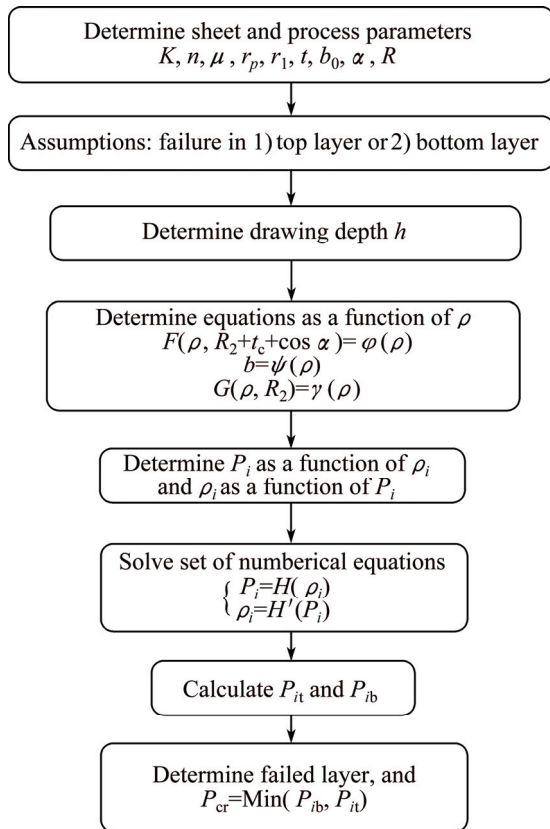 Determine sheet and process parameters
K, n, μ, r_p, r_1, t, b_0, α, R
Assumptions: failure in 1) top layer or 2) bottom layer
Determine drawing depth h
Determine equations as a function of ρ
F(ρ, R_2+t_c+cos α)=φ(ρ)
b=ψ(ρ)
G(ρ, R_2)=γ(ρ)
Determine P_i as a function of ρ_i
and ρ_i as a function of P_i
Solve set of numberical equations
{ P_i=H(ρ_i)
ρ_i=H′(P_i)
Calculate P_it and P_ib
Determine failed layer, and
P_cr=Min(P_ib, P_it)